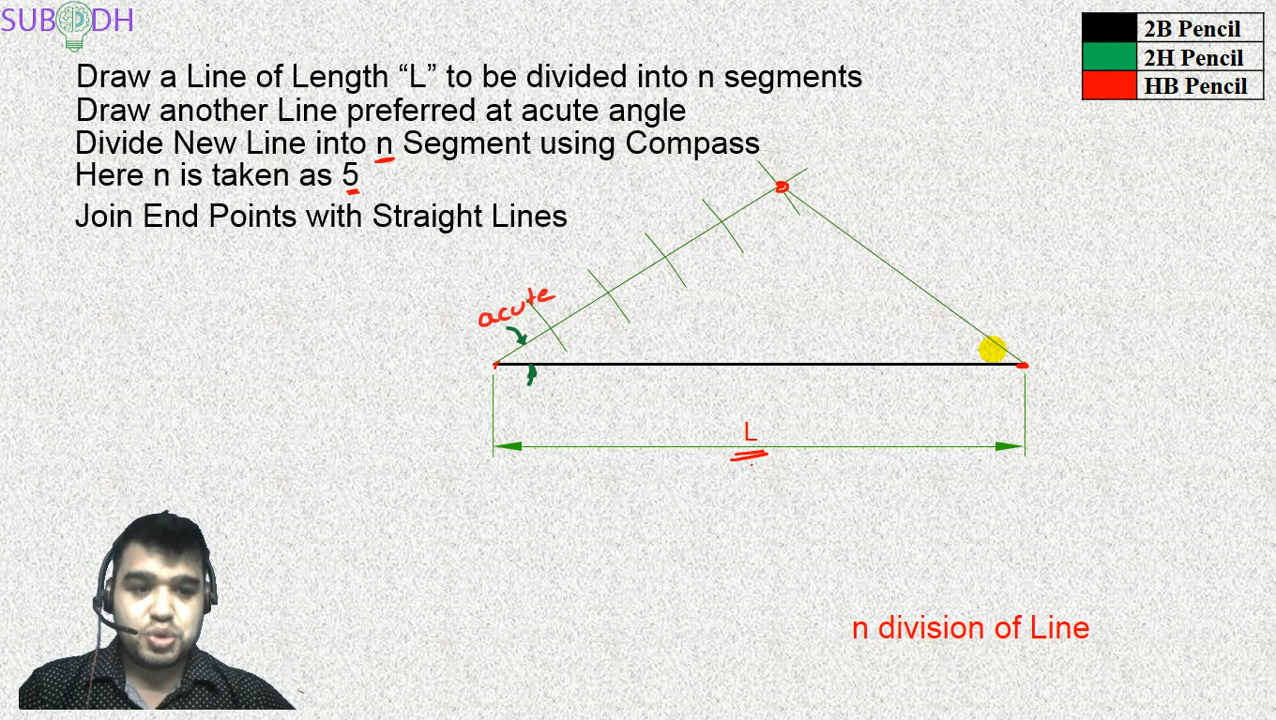 SUBODH
2B Pencil
2H Pencil
HB Pencil
Draw a Line of Length “L” to be divided into n segments
Draw another Line preferred at acute angle
Divide New Line into n Segment using Compass
Here n is taken as 5
Join End Points with Straight Lines
acute
L
n division of Line